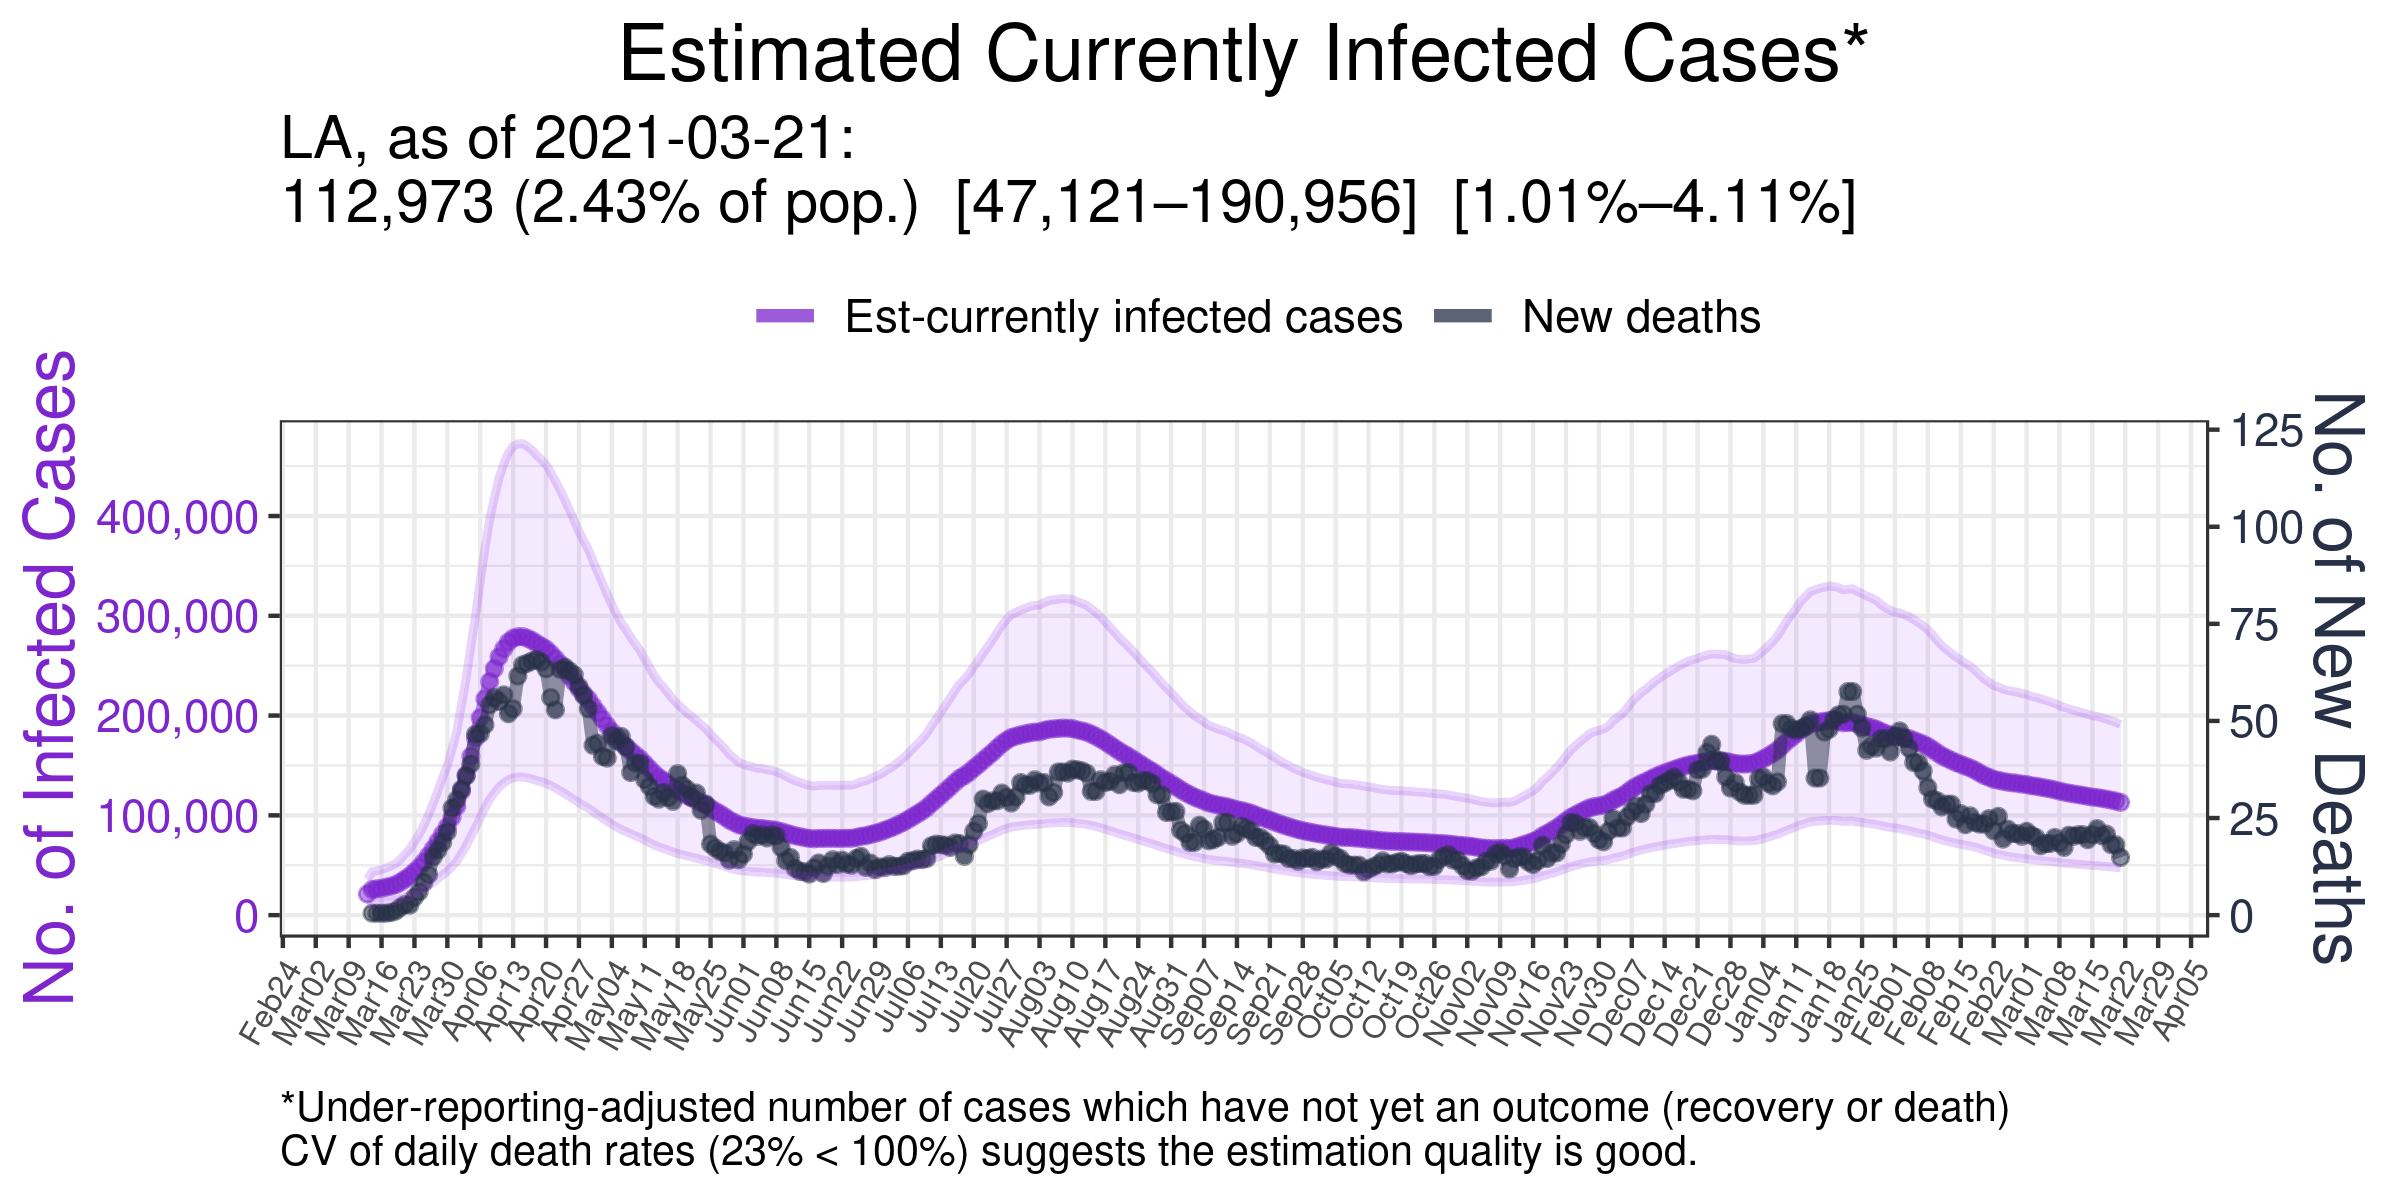 Estimated Currently Infected Cases*
LA, as of 2021-03-21:
112,973 (2.43% of pop.)  [47,121–190,956]  [1.01%–4.11%]
Est-currently infected cases
New deaths
No. of Infected Cases
400,000
300,000
200,000
100,000
0
125
100
75
50
25
0
No. of New Deaths
Feb24
Mar02
Mar09
Mar16
Mar23
Mar30
Apr06
Apr13
Apr20
Apr27
May04
May11
May18
May25
Jun01
Jun08
Jun15
Jun22
Jun29
Jul06
Jul13
Jul20
Jul27
Aug03
Aug10
Aug17
Aug24
Aug31
Sep07
Sep14
Sep21
Sep28
Oct05
Oct12
Oct19
Oct26
Nov02
Nov09
Nov16
Nov23
Nov30
Dec07
Dec14
Dec21
Dec28
Jan04
Jan11
Jan18
Jan25
Feb01
Feb08
Feb15
Feb22
Mar01
Mar08
Mar15
Mar22
Mar29
Apr05
*Under-reporting-adjusted number of cases which have not yet an outcome (recovery or death)
CV of daily death rates (23% < 100%) suggests the estimation quality is good.